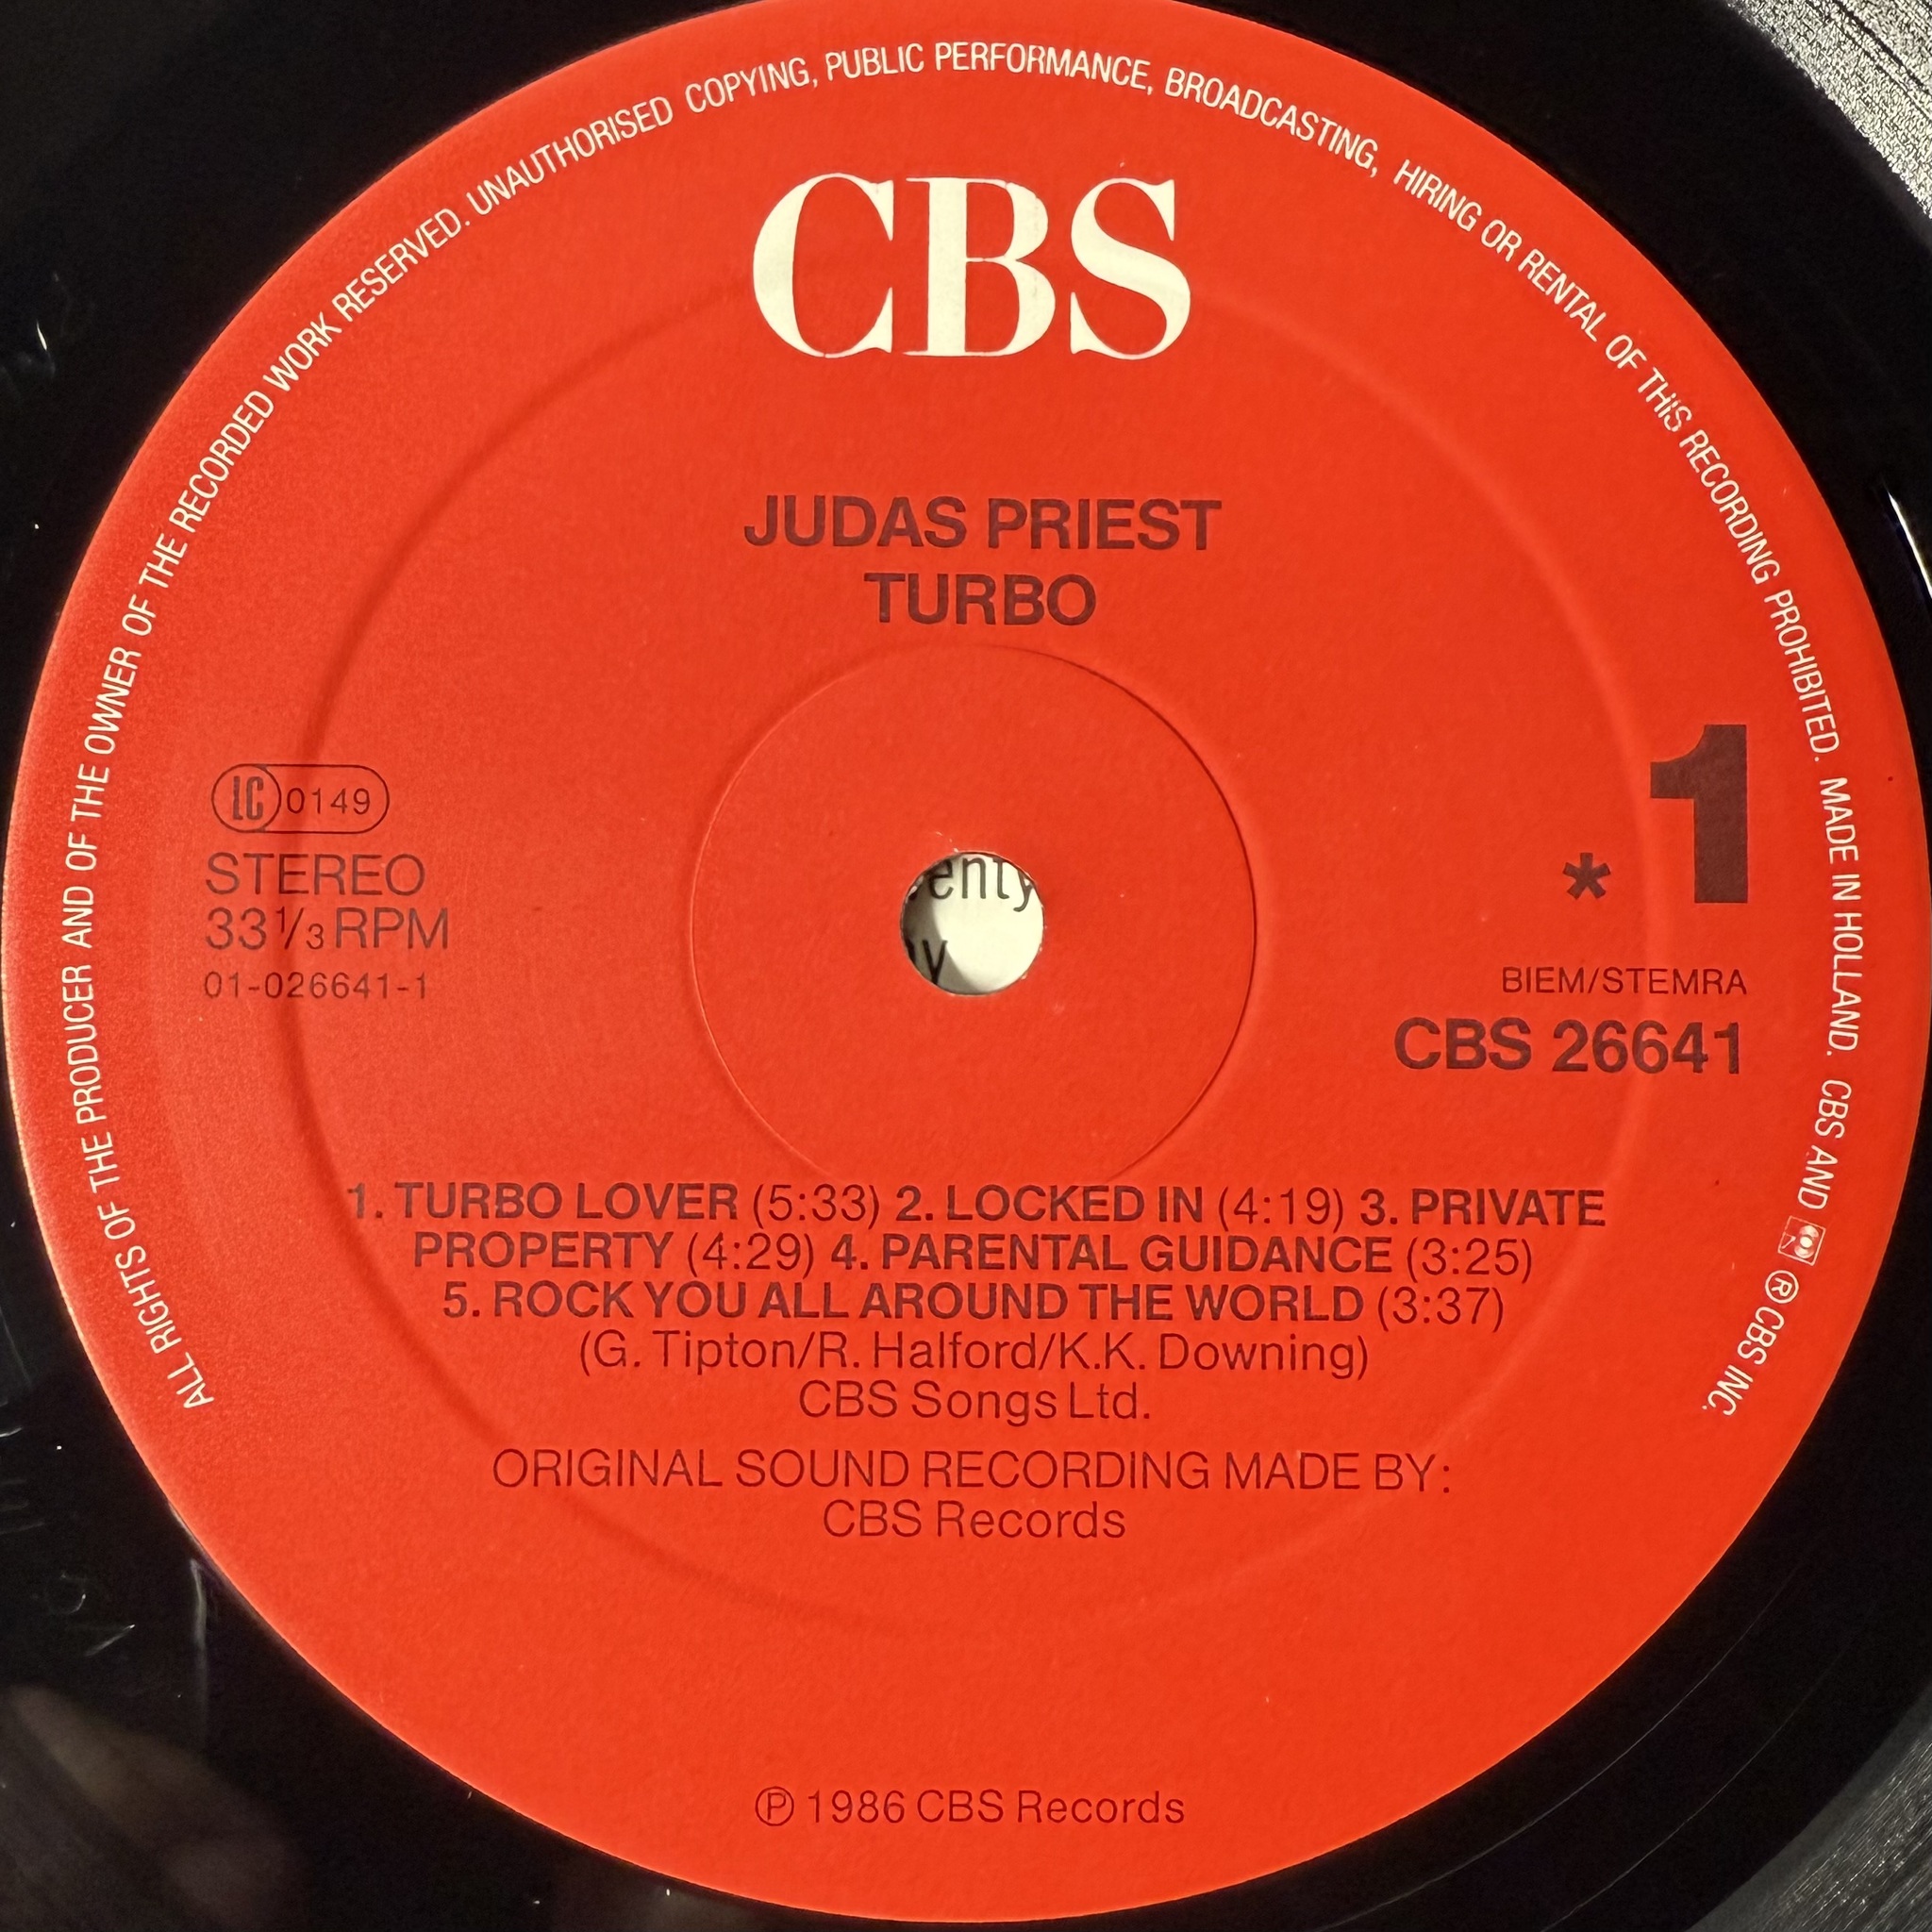 ALL RIGHTS OF THE PRODUCER AND OF THE OWNER OF THE RECORDED WORK RESERVED. UNAUTHORISED COPYING, PUBLIC PERFORMANCE, BROADCASTING, HIRING OR RENTAL OF THIS RECORDING PROHIBITED. MADE IN HOLLAND. CBS AND ® CBS INC.
CBS
JUDAS PRIEST
TURBO
LC 0149
STEREO
33 1/3 RPM
01-026641-1
* 1
BIEM/STEMRA
CBS 26641
1. TURBO LOVER (5:33) 2. LOCKED IN (4:19) 3. PRIVATE
PROPERTY (4:29) 4. PARENTAL GUIDANCE (3:25)
5. ROCK YOU ALL AROUND THE WORLD (3:37)
(G. Tipton/R. Halford/K.K. Downing)
CBS Songs Ltd.
ORIGINAL SOUND RECORDING MADE BY:
CBS Records
℗ 1986 CBS Records